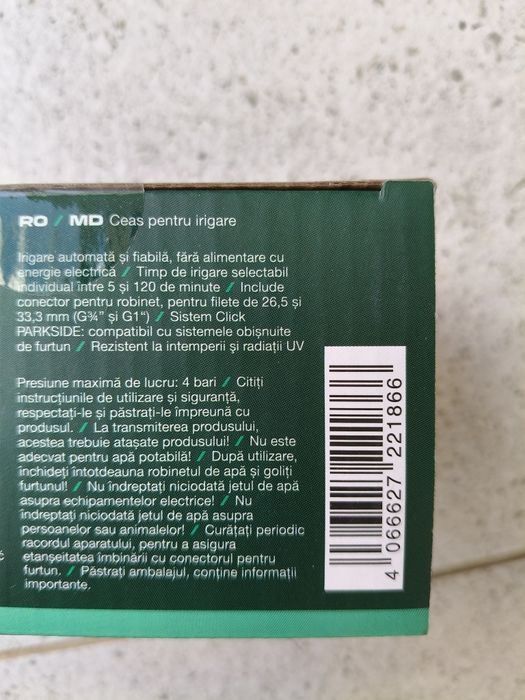 RO / MD Ceas pentru irigare
Irigare automată și fiabilă, fără alimentare cu
energie electrică / Timp de irigare selectabil
individual între 5 și 120 de minute / Include
conector pentru robinet, pentru filete de 26,5 și
33,3 mm (G¾" și G1") / Sistem Click
PARKSIDE: compatibil cu sistemele obișnuite
de furtun / Rezistent la intemperii și radiații UV
Presiune maximă de lucru: 4 bari / Citiți
instrucțiunile de utilizare și siguranță,
respectați-le și păstrați-le împreună cu
produsul. / La transmiterea produsului,
acestea trebuie atașate produsului! / Nu este
adecvat pentru apă potabilă! / După utilizare,
închideți întotdeauna robinetul de apă și goliți
furtunul! / Nu îndreptați niciodată jetul de apă
asupra echipamentelor electrice! / Nu
îndreptați niciodată jetul de apă asupra
persoanelor sau animalelor! / Curățați periodic
racordul aparatului, pentru a asigura
etanșeitatea îmbinării cu conectorul pentru
furtun. / Păstrați ambalajul, conține informații
importante.
4 066627 221866